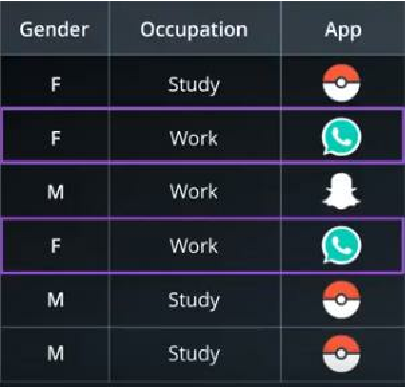 Gender Occupation App
F Study
F Work
M Work
F Work
M Study
M Study